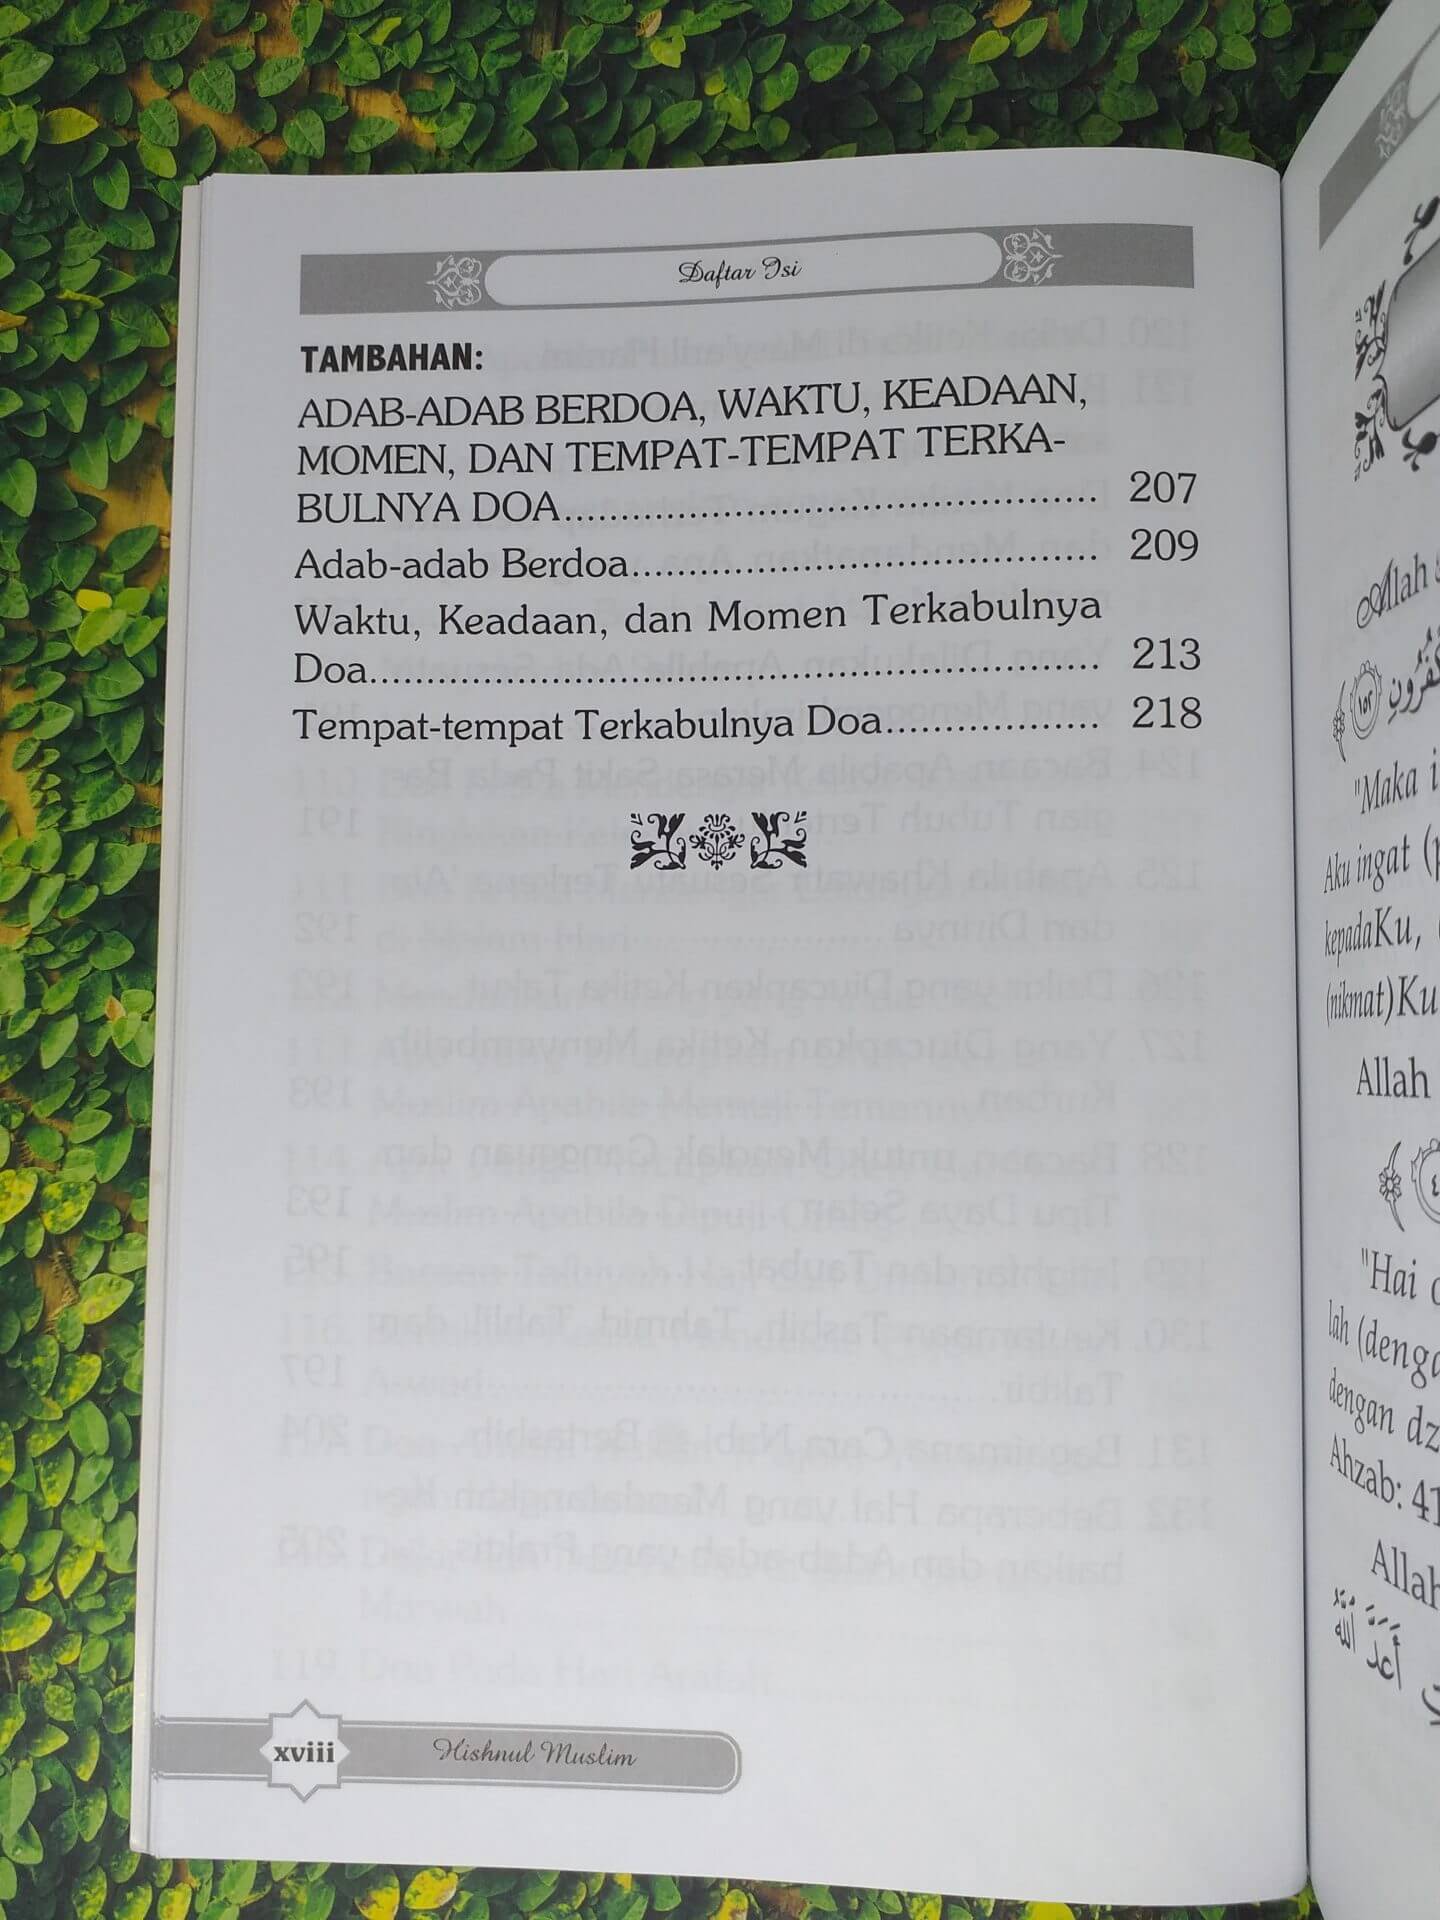 Daftar Isi
TAMBAHAN:
ADAB-ADAB BERDOA, WAKTU, KEADAAN,
MOMEN, DAN TEMPAT-TEMPAT TERKA-
BULNYA DOA............................................... 207
Adab-adab Berdoa......................................... 209
Waktu, Keadaan, dan Momen Terkabulnya
Doa................................................................ 213
Tempat-tempat Terkabulnya Doa................... 218
xviii
Hishnul Muslim
Allah
"Maka
Aku ingat
kepadaKu,
(nikmat)Ku
Allah
"Hai
lah
dengan
Ahzab: 41
Allah